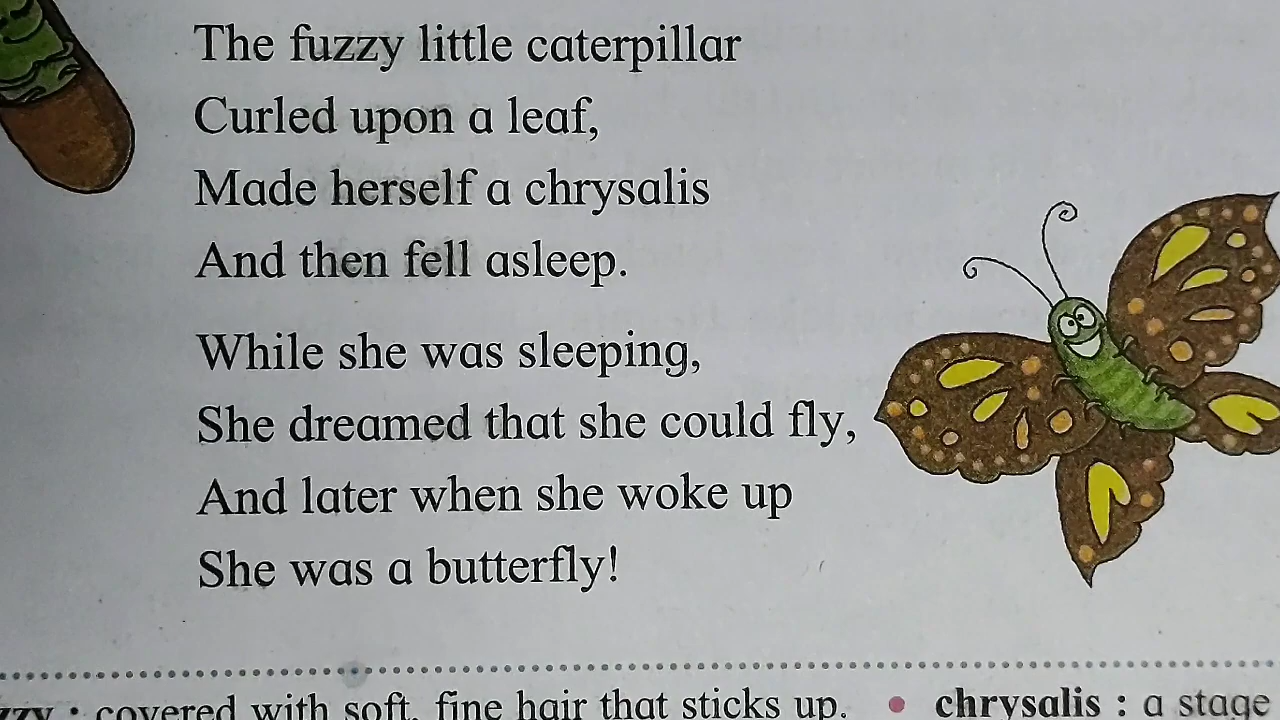 The fuzzy little caterpillar
Curled upon a leaf,
Made herself a chrysalis
And then fell asleep.
While she was sleeping,
She dreamed that she could fly,
And later when she woke up
She was a butterfly!
: covered with soft, fine hair that sticks up. • chrysalis : a stage